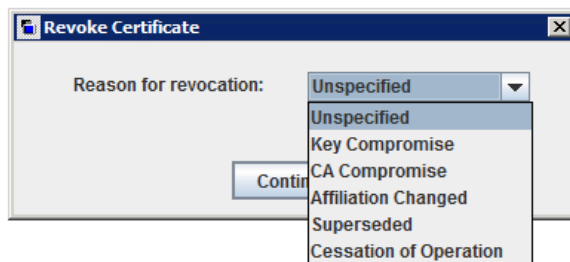 Revoke Certificate
Reason for revocation: Unspecified
Unspecified
Key Compromise
CA Compromise
Affiliation Changed
Superseded
Cessation of Operation